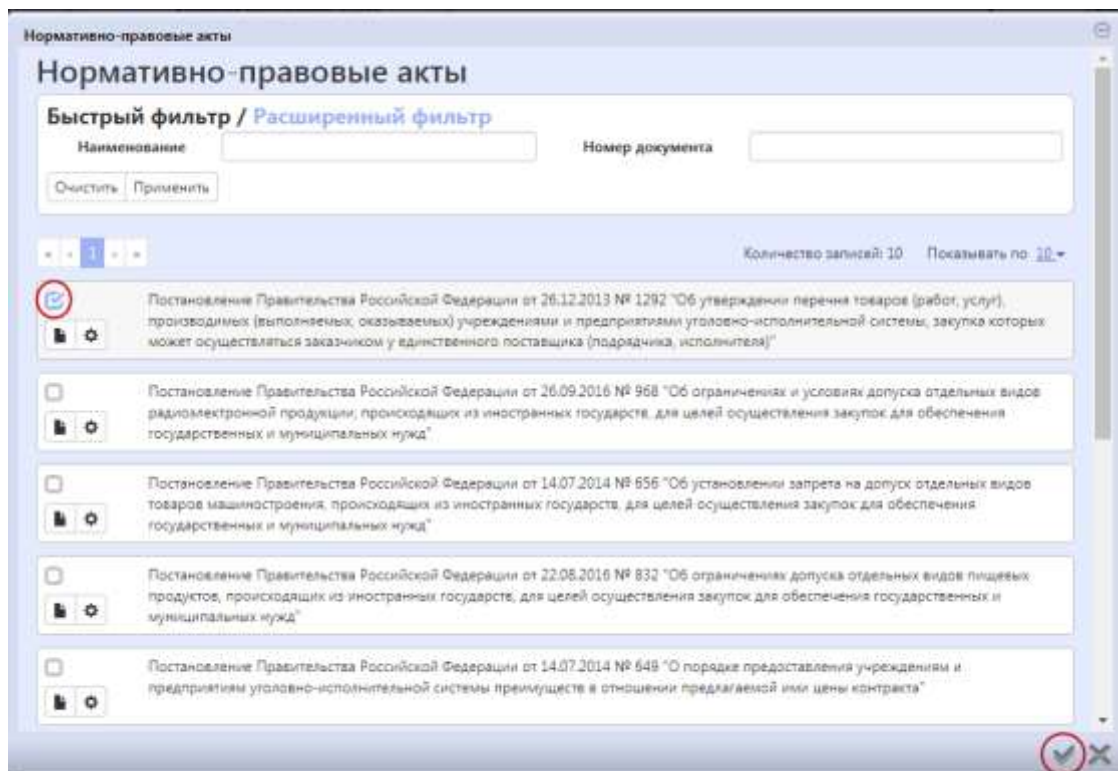 Нормативно-правовые акты
Нормативно-правовые акты
Быстрый фильтр / Расширенный фильтр
Наименование Номер документа
Очистить Применить
« ‹ 1 › » Количество записей: 10 Показывать по 10
Постановление Правительства Российской Федерации от 26.12.2013 № 1292 "Об утверждении перечня товаров (работ, услуг),
производимых (выполняемых, оказываемых) учреждениями и предприятиями уголовно-исполнительной системы, закупка которых
может осуществляться заказчиком у единственного поставщика (подрядчика, исполнителя)"
Постановление Правительства Российской Федерации от 26.09.2016 № 968 "Об ограничениях и условиях допуска отдельных видов
радиоэлектронной продукции, происходящих из иностранных государств, для целей осуществления закупок для обеспечения
государственных и муниципальных нужд"
Постановление Правительства Российской Федерации от 14.07.2014 № 656 "Об установлении запрета на допуск отдельных видов
товаров машиностроения, происходящих из иностранных государств, для целей осуществления закупок для обеспечения
государственных и муниципальных нужд"
Постановление Правительства Российской Федерации от 22.08.2016 № 832 "Об ограничениях допуска отдельных видов пищевых
продуктов, происходящих из иностранных государств, для целей осуществления закупок для обеспечения государственных и
муниципальных нужд"
Постановление Правительства Российской Федерации от 14.07.2014 № 649 "О порядке предоставления учреждениям и
предприятиям уголовно-исполнительной системы преимуществ в отношении предлагаемой ими цены контракта"